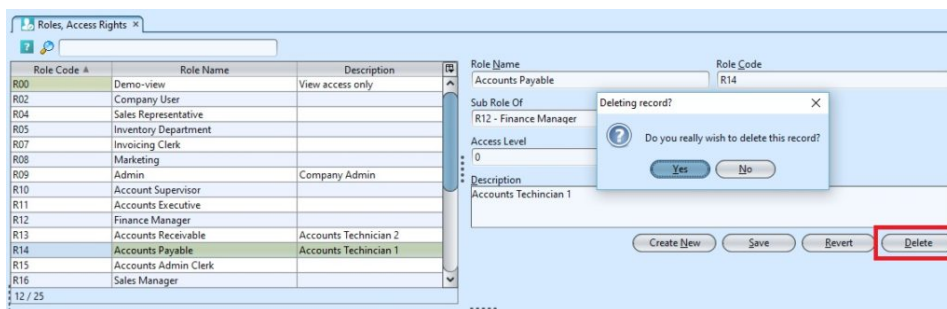 Roles, Access Rights ×
?
Role Code Role Name Description
R00 Demo-view View access only
R02 Company User
R04 Sales Representative
R05 Inventory Department
R07 Invoicing Clerk
R08 Marketing
R09 Admin Company Admin
R10 Account Supervisor
R11 Accounts Executive
R12 Finance Manager
R13 Accounts Receivable Accounts Technician 2
R14 Accounts Payable Accounts Techincian 1
R15 Accounts Admin Clerk
R16 Sales Manager
12 / 25
Role Name Role Code
Accounts Payable R14
Sub Role Of
R12 - Finance Manager
Access Level
0
Description
Accounts Techincian 1
Deleting record? ×
? Do you really wish to delete this record?
Yes No
Create New Save Revert Delete